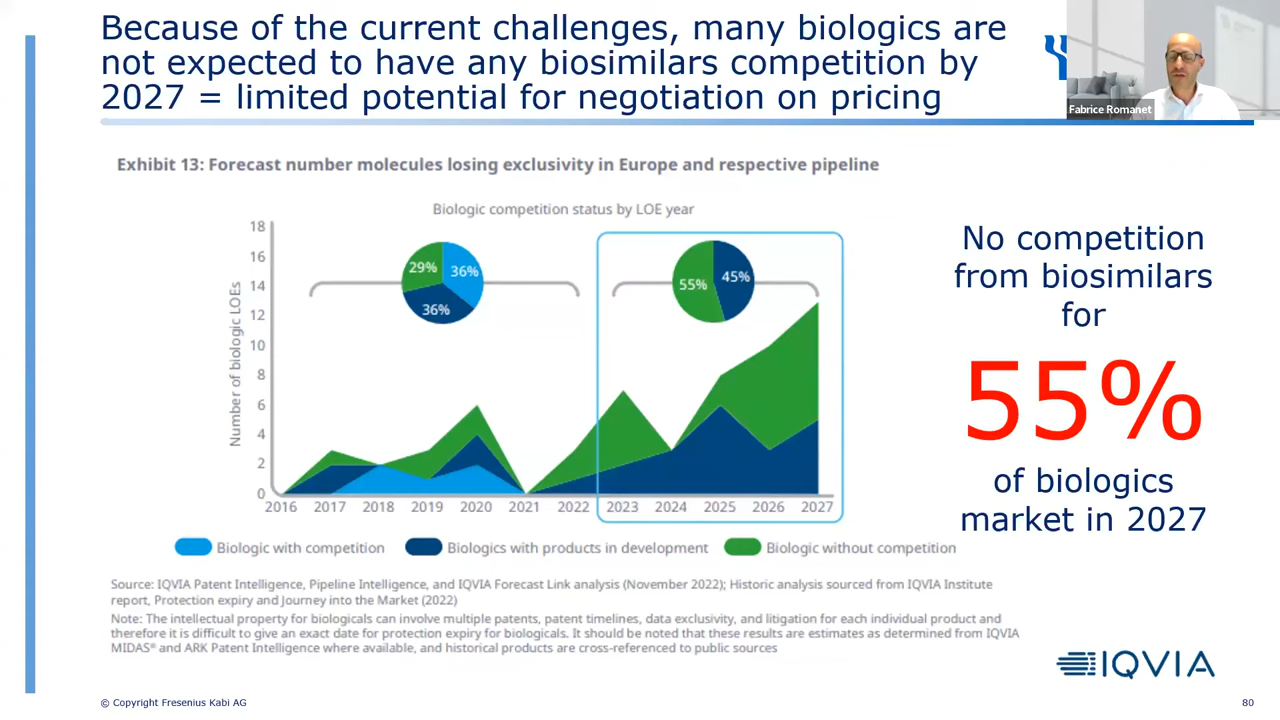 Because of the current challenges, many biologics are
not expected to have any biosimilars competition by
2027 = limited potential for negotiation on pricing
Fabrice Romanet
Exhibit 13: Forecast number molecules losing exclusivity in Europe and respective pipeline
Biologic competition status by LOE year
Number of biologic LOEs
18
16
14
12
10
8
6
4
2
0
29%
36%
36%
55%
45%
2016 2017 2018 2019 2020 2021 2022 2023 2024 2025 2026 2027
Biologic with competition
Biologics with products in development
Biologic without competition
No competition
from biosimilars
for
55%
of biologics
market in 2027
Source: IQVIA Patent Intelligence, Pipeline Intelligence, and IQVIA Forecast Link analysis (November 2022); Historic analysis sourced from IQVIA Institute
report, Protection expiry and Journey into the Market (2022)
Note: The intellectual property for biologicals can involve multiple patents, patent timelines, data exclusivity, and litigation for each individual product and
therefore it is difficult to give an exact date for protection expiry for biologicals. It should be noted that these results are estimates as determined from IQVIA
MIDAS® and ARK Patent Intelligence where available, and historical products are cross-referenced to public sources
IQVIA
© Copyright Fresenius Kabi AG
80